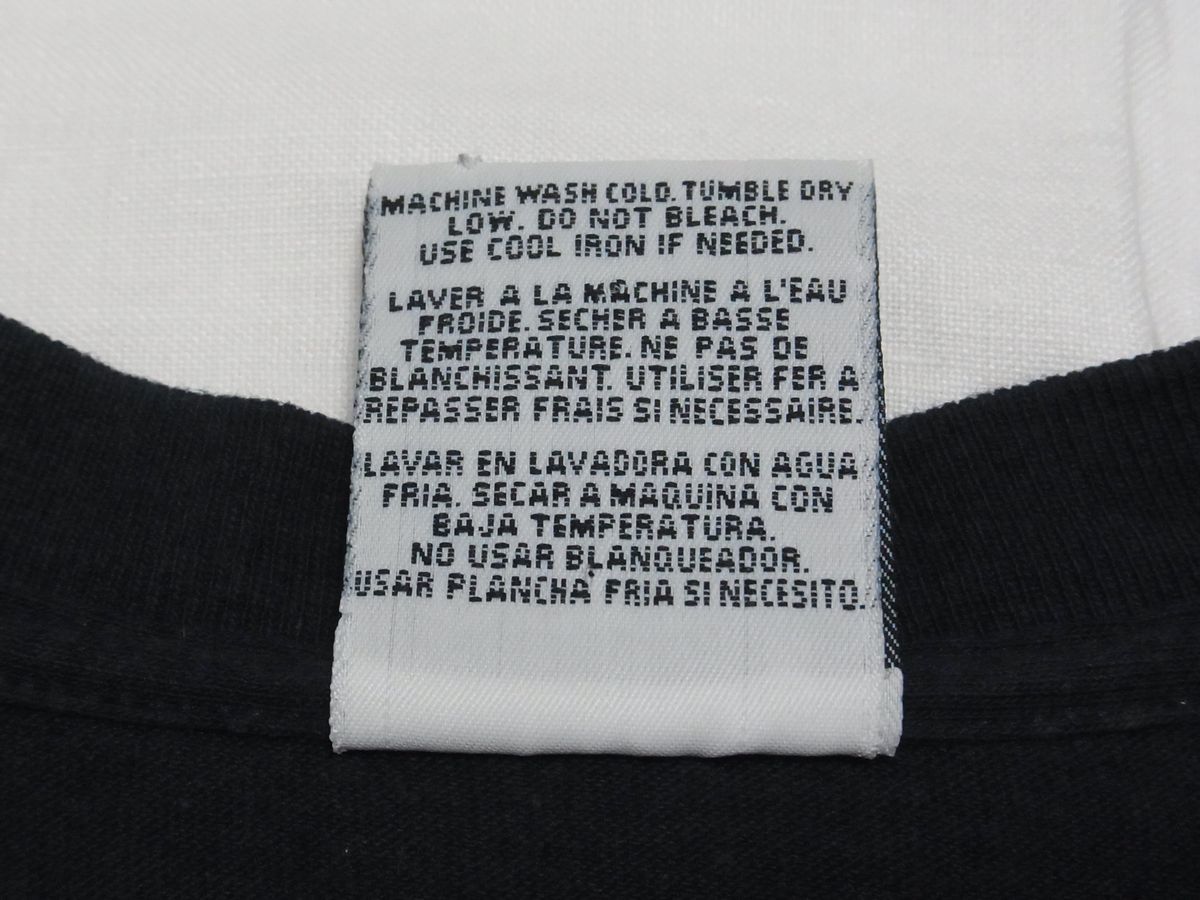 MACHINE WASH COLD. TUMBLE DRY
LOW. DO NOT BLEACH.
USE COOL IRON IF NEEDED.
LAVER A LA MACHINE A L'EAU
FROIDE. SECHER A BASSE
TEMPERATURE. NE PAS DE
BLANCHISSANT. UTILISER FER A
REPASSER FRAIS SI NECESSAIRE.
LAVAR EN LAVADORA CON AGUA
FRIA. SECAR A MAQUINA CON
BAJA TEMPERATURA.
NO USAR BLANQUEADOR.
USAR PLANCHA FRIA SI NECESITO.